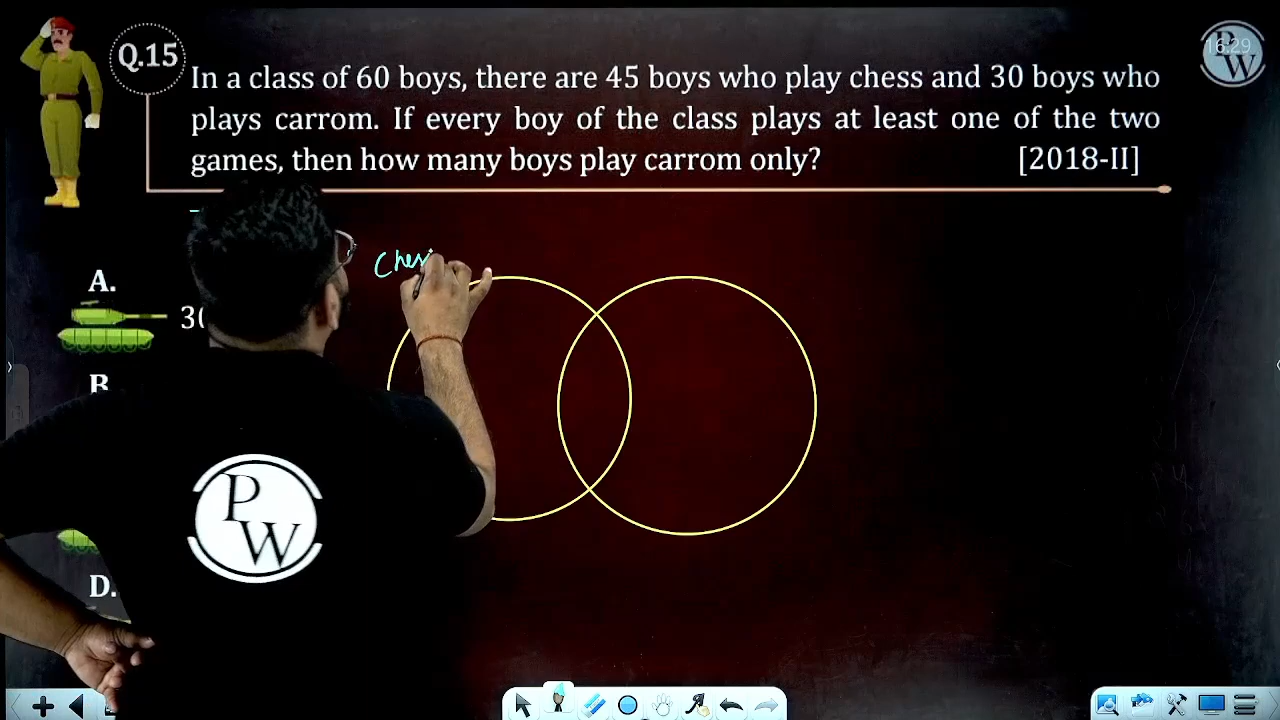 Q.15
In a class of 60 boys, there are 45 boys who play chess and 30 boys who
plays carrom. If every boy of the class plays at least one of the two
games, then how many boys play carrom only? [2018-II]
16:29
P
W
A.
B
D.
P
W